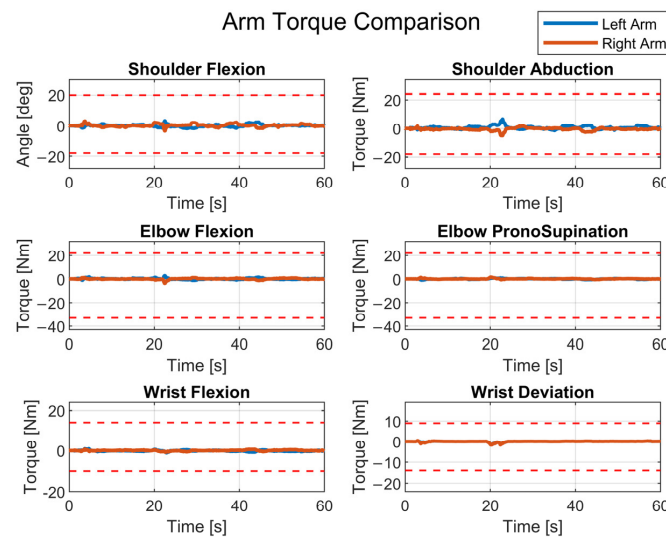 Arm Torque Comparison
Left Arm
Right Arm
Shoulder Flexion
Angle [deg]
20
0
−20
0 20 40 60
Time [s]
Shoulder Abduction
Torque [Nm]
20
0
−20
0 20 40 60
Time [s]
Elbow Flexion
Torque [Nm]
20
0
−20
−40
0 20 40 60
Time [s]
Elbow PronoSupination
Torque [Nm]
20
0
−20
−40
0 20 40 60
Time [s]
Wrist Flexion
Torque [Nm]
20
0
-20
0 20 40 60
Time [s]
Wrist Deviation
Torque [Nm]
10
0
−10
−20
0 20 40 60
Time [s]